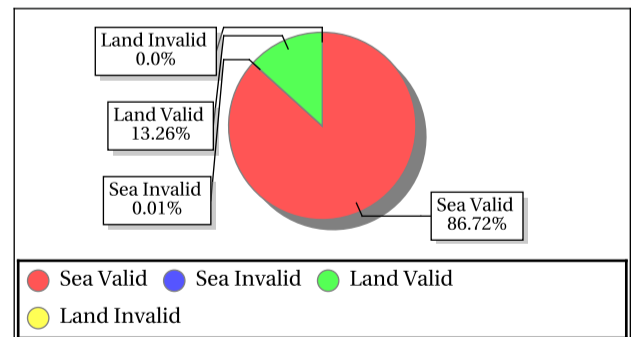 Land Invalid
0.0%
Land Valid
13.26%
Sea Invalid
0.01%
Sea Valid
86.72%
Sea Valid Sea Invalid Land Valid
Land Invalid